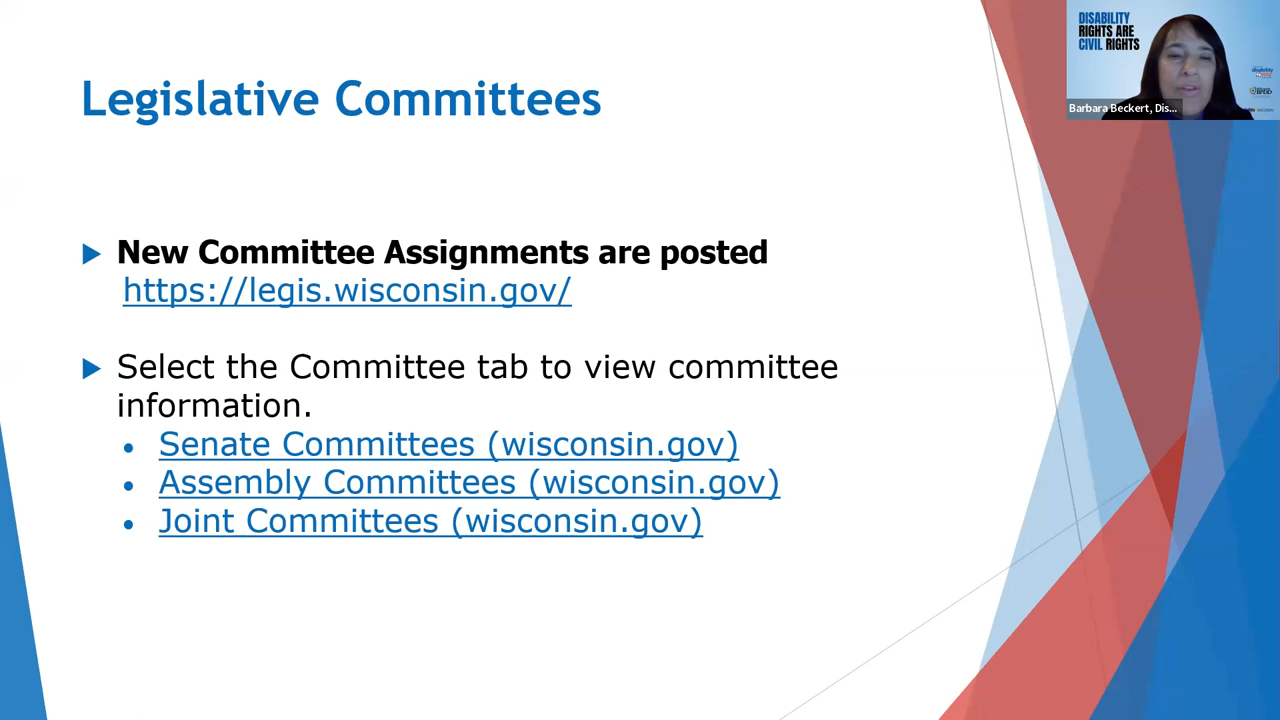 DISABILITY
RIGHTS ARE
CIVIL RIGHTS
Barbara Beckert, Dis...
Legislative Committees
New Committee Assignments are posted
https://legis.wisconsin.gov/
Select the Committee tab to view committee
information.
• Senate Committees (wisconsin.gov)
• Assembly Committees (wisconsin.gov)
• Joint Committees (wisconsin.gov)